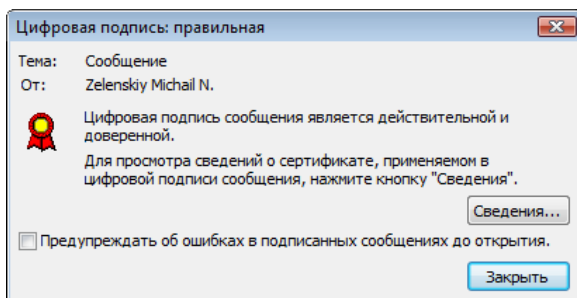 Цифровая подпись: правильная
Тема: Сообщение
От: Zelenskiy Michail N.
Цифровая подпись сообщения является действительной и
доверенной.
Для просмотра сведений о сертификате, применяемом в
цифровой подписи сообщения, нажмите кнопку "Сведения".
Сведения...
Предупреждать об ошибках в подписанных сообщениях до открытия.
Закрыть